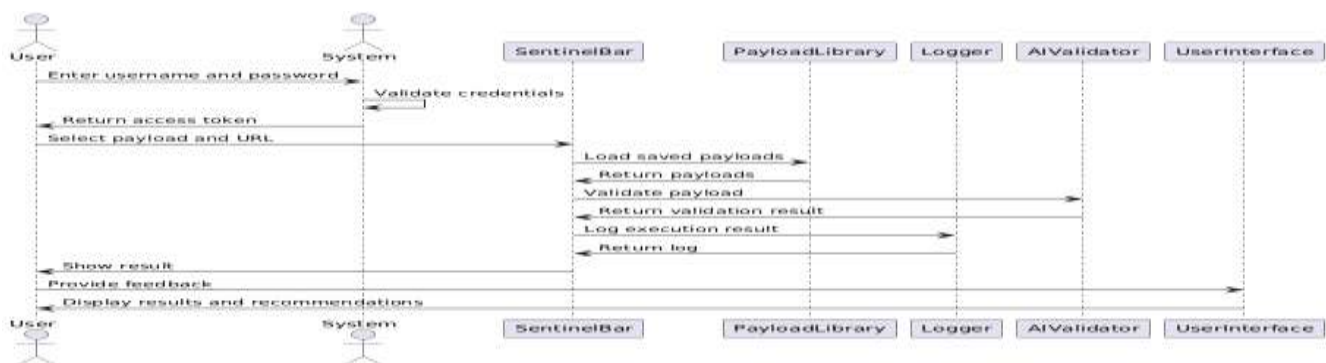 User System SentinelBar PayloadLibrary Logger AIValidator UserInterface
Enter username and password
Validate credentials
Return access token
Select payload and URL
Load saved payloads
Return payloads
Validate payload
Return validation result
Log execution result
Return log
Show result
Provide feedback
Display results and recommendations
User System SentinelBar PayloadLibrary Logger AIValidator UserInterface